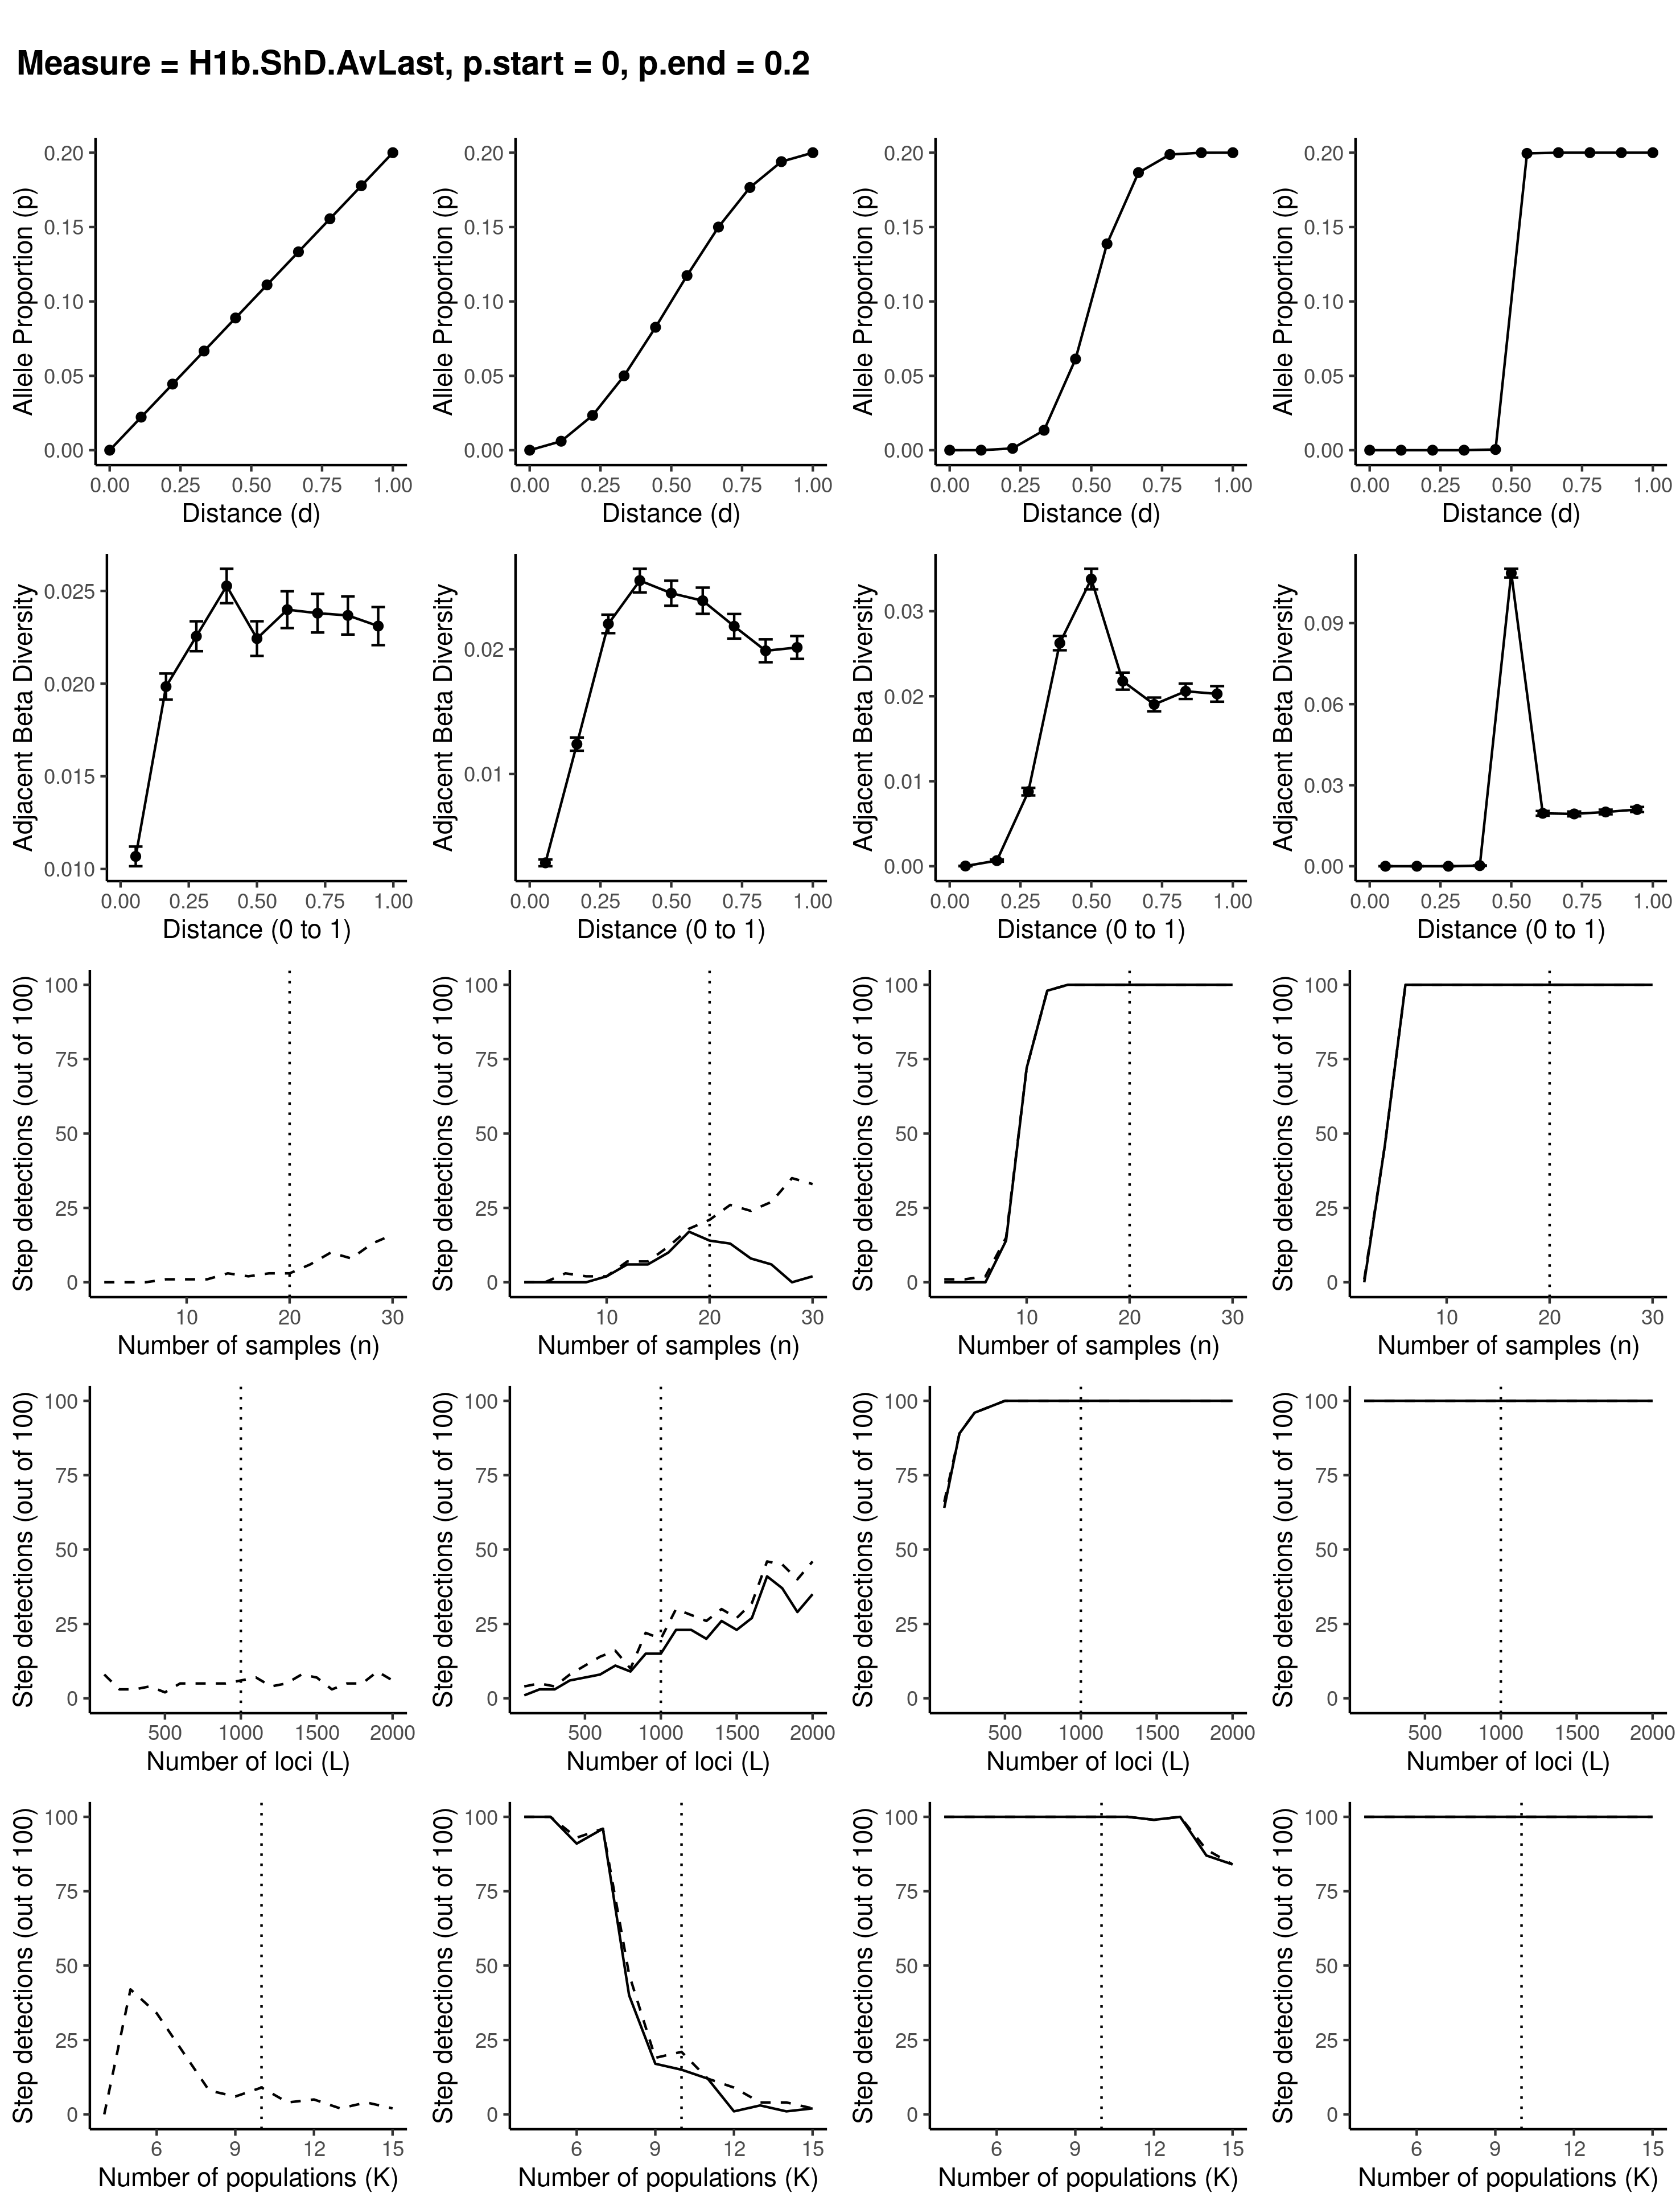 Measure = H1b.ShD.AvLast, p.start = 0, p.end = 0.2
Allele Proportion (p)
0.20
0.15
0.10
0.05
0.00
0.00 0.25 0.50 0.75 1.00
Distance (d)
Allele Proportion (p)
0.20
0.15
0.10
0.05
0.00
0.00 0.25 0.50 0.75 1.00
Distance (d)
Allele Proportion (p)
0.20
0.15
0.10
0.05
0.00
0.00 0.25 0.50 0.75 1.00
Distance (d)
Allele Proportion (p)
0.20
0.15
0.10
0.05
0.00
0.00 0.25 0.50 0.75 1.00
Distance (d)
Adjacent Beta Diversity
0.025
0.020
0.015
0.010
0.00 0.25 0.50 0.75 1.00
Distance (0 to 1)
Adjacent Beta Diversity
0.02
0.01
0.00 0.25 0.50 0.75 1.00
Distance (0 to 1)
Adjacent Beta Diversity
0.03
0.02
0.01
0.00
0.00 0.25 0.50 0.75 1.00
Distance (0 to 1)
Adjacent Beta Diversity
0.09
0.06
0.03
0.00
0.00 0.25 0.50 0.75 1.00
Distance (0 to 1)
Step detections (out of 100)
100
75
50
25
0
10 20 30
Number of samples (n)
Step detections (out of 100)
100
75
50
25
0
10 20 30
Number of samples (n)
Step detections (out of 100)
100
75
50
25
0
10 20 30
Number of samples (n)
Step detections (out of 100)
100
75
50
25
0
10 20 30
Number of samples (n)
Step detections (out of 100)
100
75
50
25
0
500 1000 1500 2000
Number of loci (L)
Step detections (out of 100)
100
75
50
25
0
500 1000 1500 2000
Number of loci (L)
Step detections (out of 100)
100
75
50
25
0
500 1000 1500 2000
Number of loci (L)
Step detections (out of 100)
100
75
50
25
0
500 1000 1500 2000
Number of loci (L)
Step detections (out of 100)
100
75
50
25
0
6 9 12 15
Number of populations (K)
Step detections (out of 100)
100
75
50
25
0
6 9 12 15
Number of populations (K)
Step detections (out of 100)
100
75
50
25
0
6 9 12 15
Number of populations (K)
Step detections (out of 100)
100
75
50
25
0
6 9 12 15
Number of populations (K)